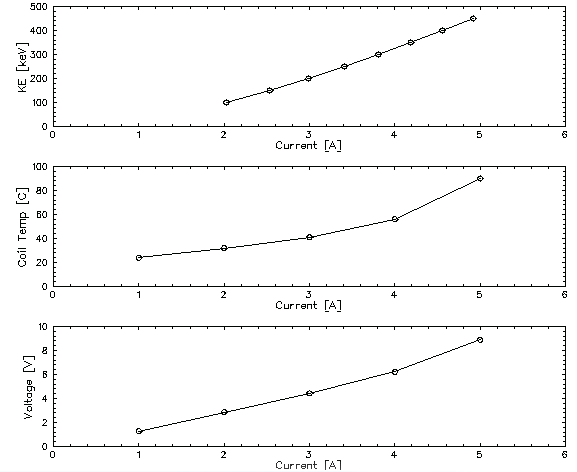 500
400
300
200
100
0
KE [keV]
0 1 2 3 4 5 6
Current [A]
100
80
60
40
20
0
Coil Temp [C]
0 1 2 3 4 5 6
Current [A]
10
8
6
4
2
0
Voltage [V]
0 1 2 3 4 5 6
Current [A]